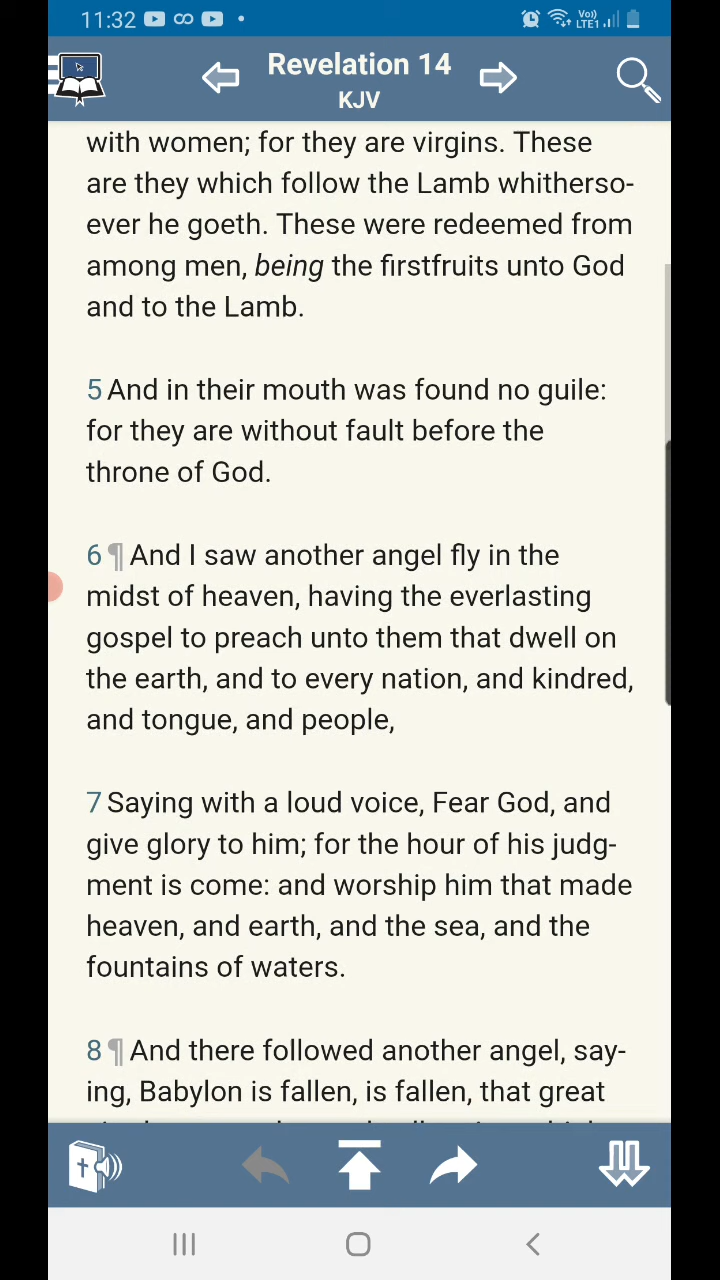 11:32
Vo))
LTE1
Revelation 14
KJV
with women; for they are virgins. These
are they which follow the Lamb whitherso-
ever he goeth. These were redeemed from
among men, being the firstfruits unto God
and to the Lamb.
5 And in their mouth was found no guile:
for they are without fault before the
throne of God.
6 ¶ And I saw another angel fly in the
midst of heaven, having the everlasting
gospel to preach unto them that dwell on
the earth, and to every nation, and kindred,
and tongue, and people,
7 Saying with a loud voice, Fear God, and
give glory to him; for the hour of his judg-
ment is come: and worship him that made
heaven, and earth, and the sea, and the
fountains of waters.
8 ¶ And there followed another angel, say-
ing, Babylon is fallen, is fallen, that great